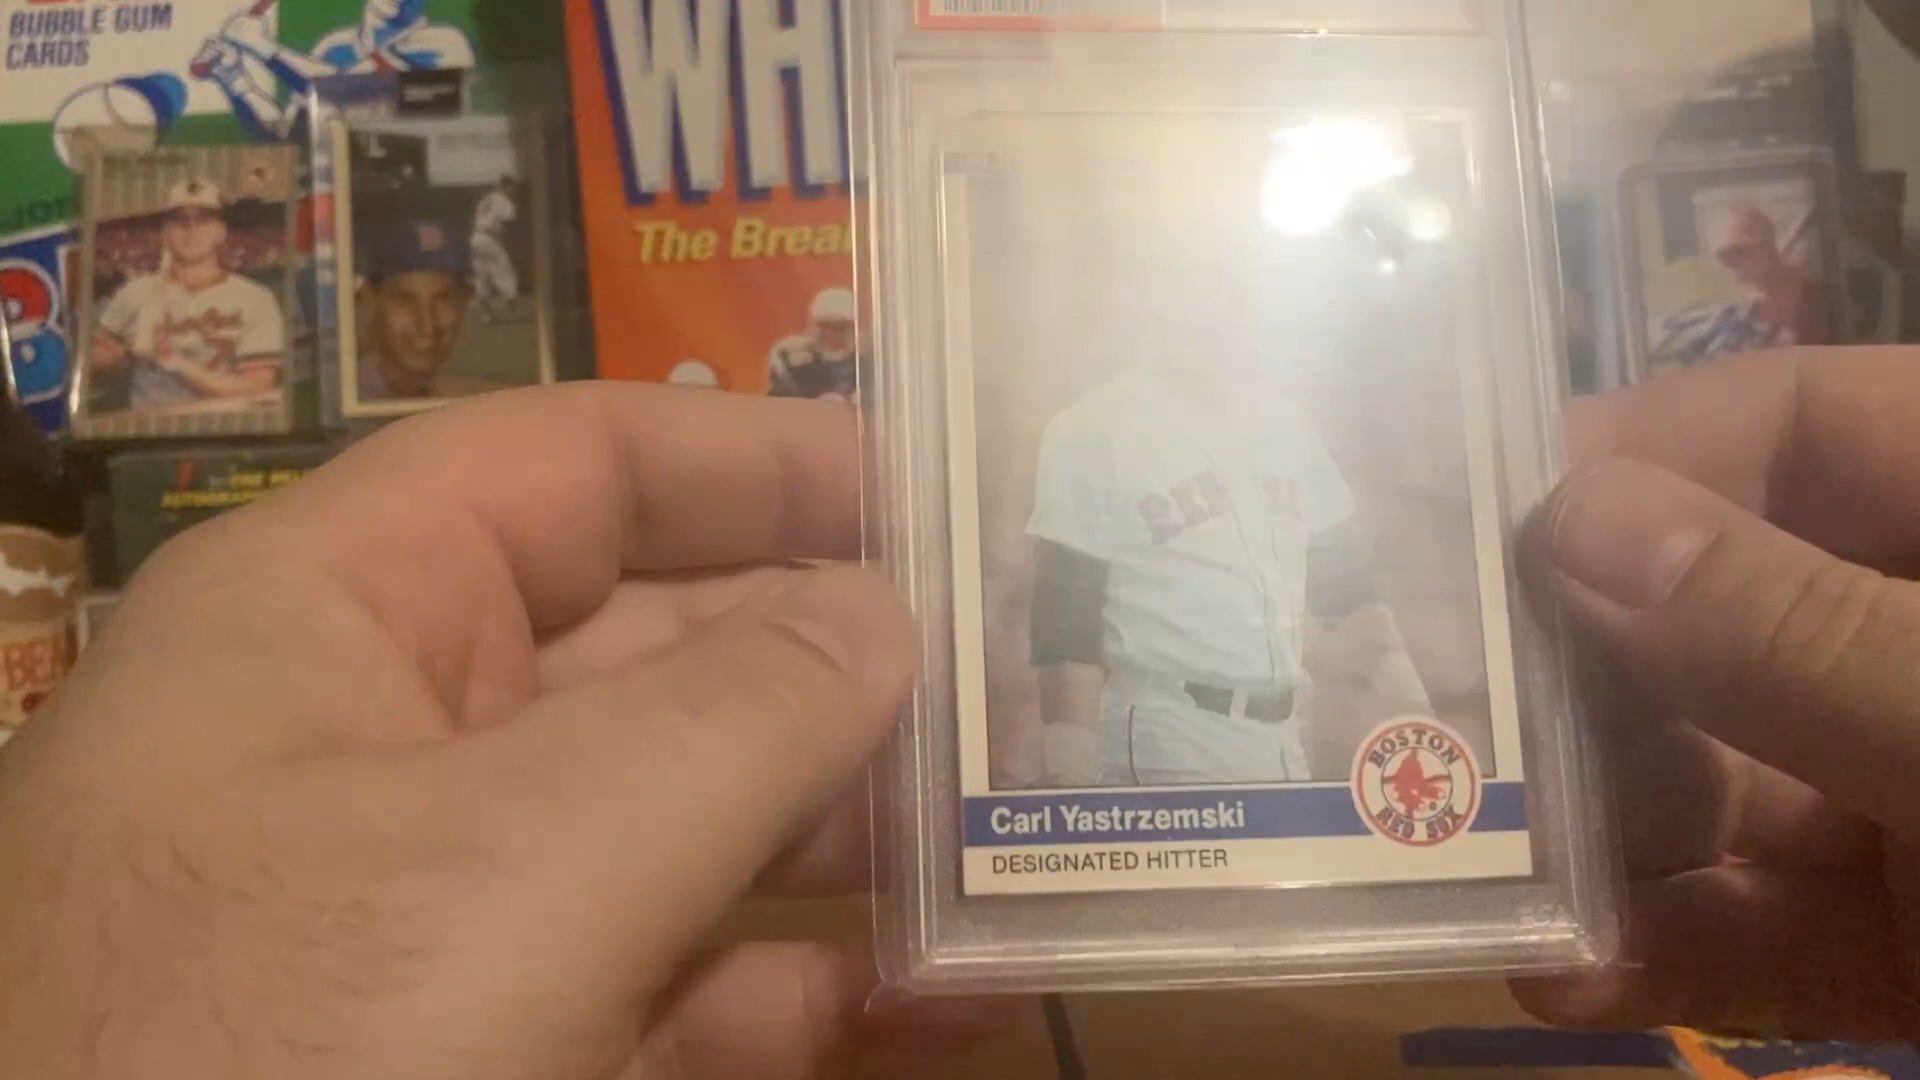 BUBBLE GUM
CARDS
WH
The Brea
Carl Yastrzemski
DESIGNATED HITTER
BOSTON
RED SOX